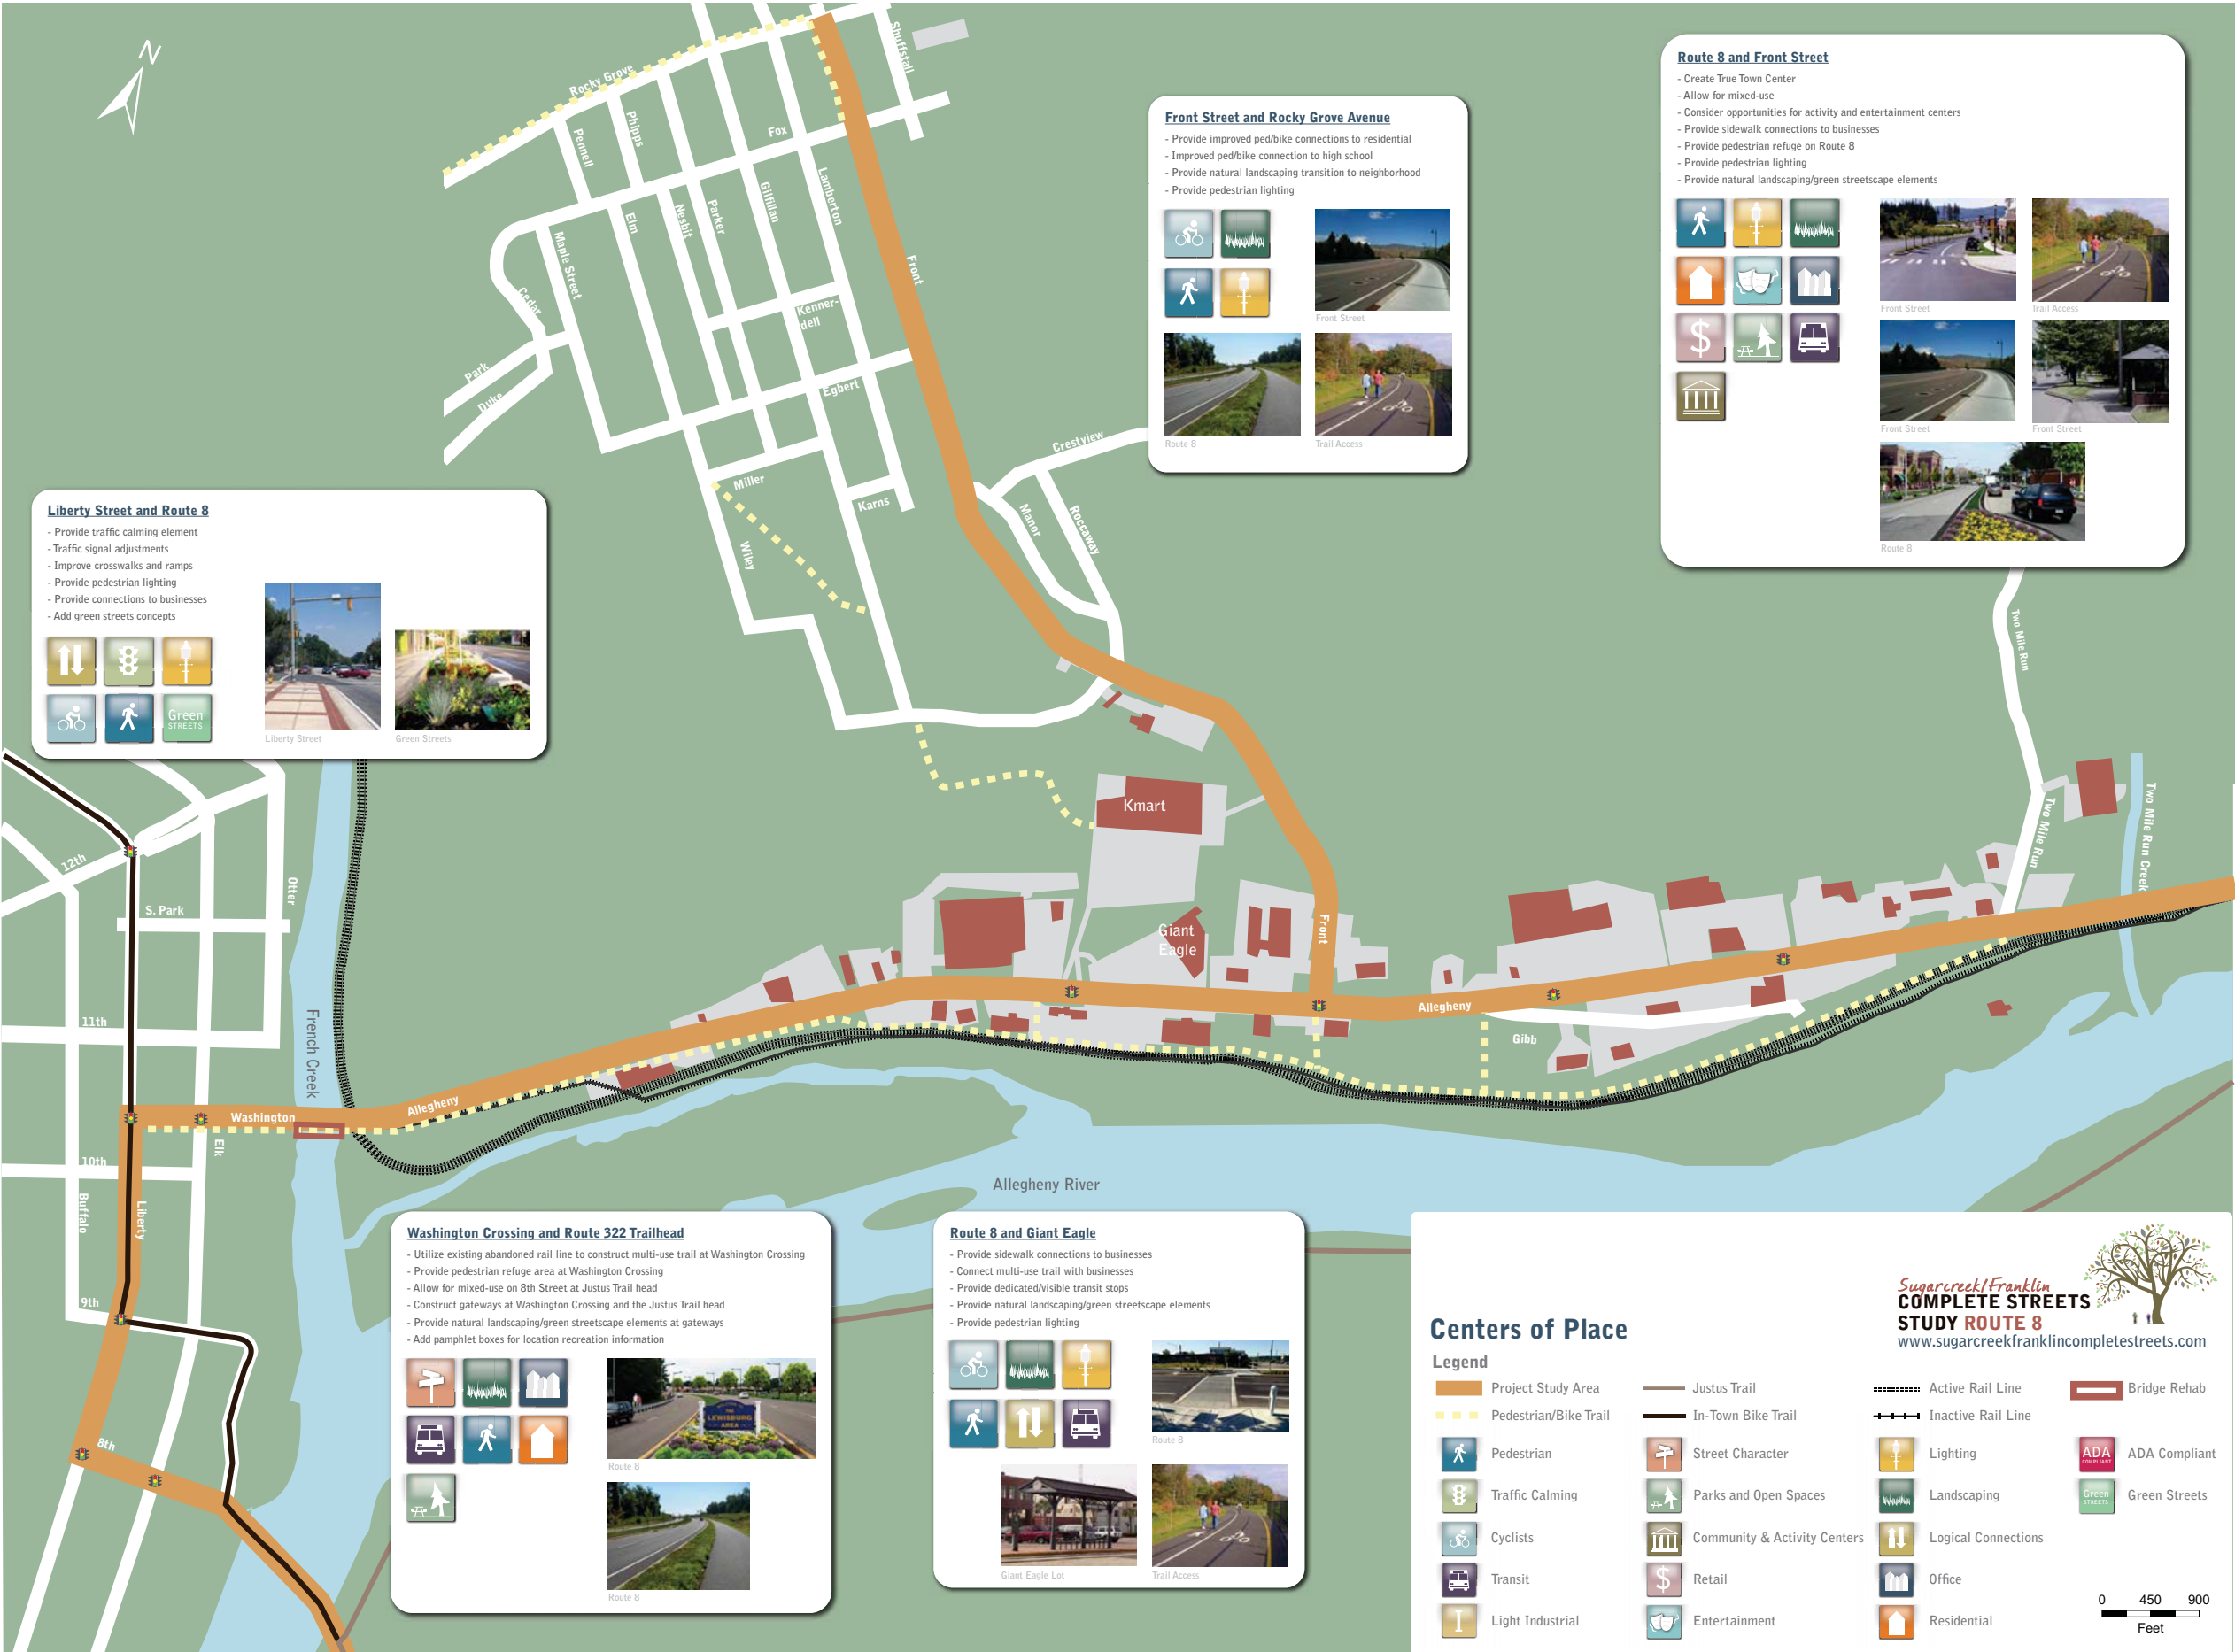 N
Rocky Grove
Shuffstall
Pennell
Phipps
Fox
Elm
Nesbit
Parker
Gilfillan
Lamberton
Maple Street
Cedar
Kenner-
dell
Front
Park
Duke
Egbert
Miller
Karns
Wiley
Crestview
Manor
Roccaway
Front Street and Rocky Grove Avenue
- Provide improved ped/bike connections to residential
- Improved ped/bike connection to high school
- Provide natural landscaping transition to neighborhood
- Provide pedestrian lighting
Front Street
Route 8
Trail Access
Route 8 and Front Street
- Create True Town Center
- Allow for mixed-use
- Consider opportunities for activity and entertainment centers
- Provide sidewalk connections to businesses
- Provide pedestrian refuge on Route 8
- Provide pedestrian lighting
- Provide natural landscaping/green streetscape elements
$
Front Street
Trail Access
Front Street
Front Street
Route 8
Liberty Street and Route 8
- Provide traffic calming element
- Traffic signal adjustments
- Improve crosswalks and ramps
- Provide pedestrian lighting
- Provide connections to businesses
- Add green streets concepts
Green
STREETS
Liberty Street
Green Streets
Two Mile Run
Two Mile Run
Two Mile Run Creek
Kmart
Giant
Eagle
Front
12th
Otter
S. Park
11th
French Creek
Washington
Allegheny
Allegheny
Gibb
Elk
10th
Buffalo
Liberty
9th
8th
Allegheny River
Washington Crossing and Route 322 Trailhead
- Utilize existing abandoned rail line to construct multi-use trail at Washington Crossing
- Provide pedestrian refuge area at Washington Crossing
- Allow for mixed-use on 8th Street at Justus Trail head
- Construct gateways at Washington Crossing and the Justus Trail head
- Provide natural landscaping/green streetscape elements at gateways
- Add pamphlet boxes for location recreation information
THE
LEWISBURG
AREA
Route 8
Route 8
Route 8 and Giant Eagle
- Provide sidewalk connections to businesses
- Connect multi-use trail with businesses
- Provide dedicated/visible transit stops
- Provide natural landscaping/green streetscape elements
- Provide pedestrian lighting
Route 8
Giant Eagle Lot
Trail Access
Sugarcreek/Franklin
COMPLETE STREETS
STUDY ROUTE 8
www.sugarcreekfranklincompletestreets.com
Centers of Place
Legend
Project Study Area
Justus Trail
Active Rail Line
Bridge Rehab
Pedestrian/Bike Trail
In-Town Bike Trail
Inactive Rail Line
Pedestrian
Street Character
Lighting
ADA
COMPLIANT
ADA Compliant
Traffic Calming
Parks and Open Spaces
Landscaping
Green
STREETS
Green Streets
Cyclists
Community & Activity Centers
Logical Connections
Transit
$
Retail
Office
I
Light Industrial
Entertainment
Residential
0 450 900
Feet